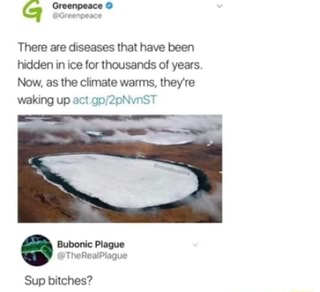 Greenpeace
@Greenpeace
There are diseases that have been
hidden in ice for thousands of years.
Now, as the climate warms, they're
waking up act.gp/2pNvnST
Bubonic Plague
@TheRealPlague
Sup bitches?